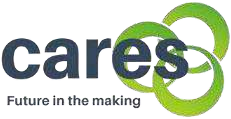 cares
Future in the making